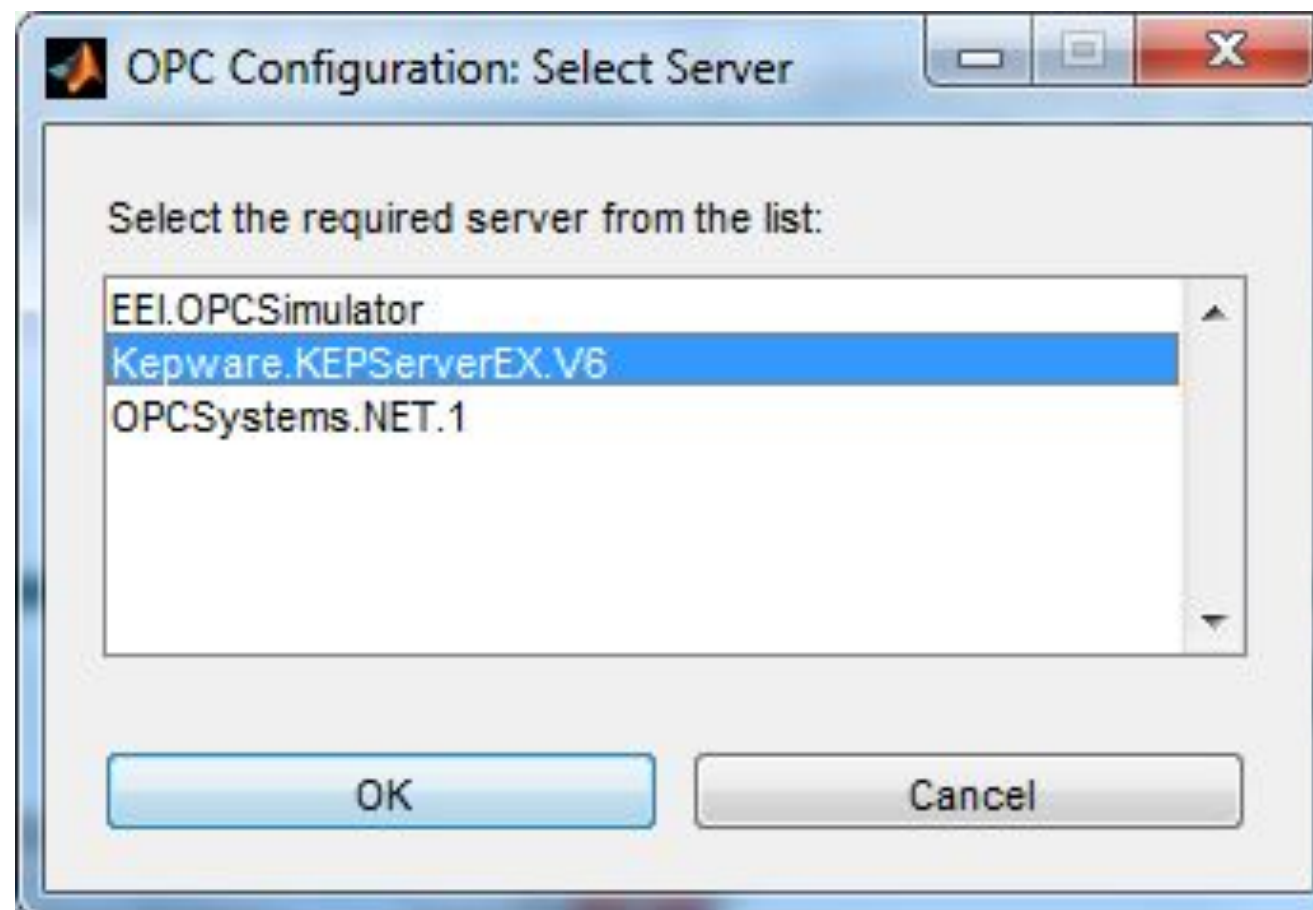 OPC Configuration: Select Server
Select the required server from the list:
EEI.OPCSimulator
Kepware.KEPServerEX.V6
OPCSystems.NET.1
OK Cancel